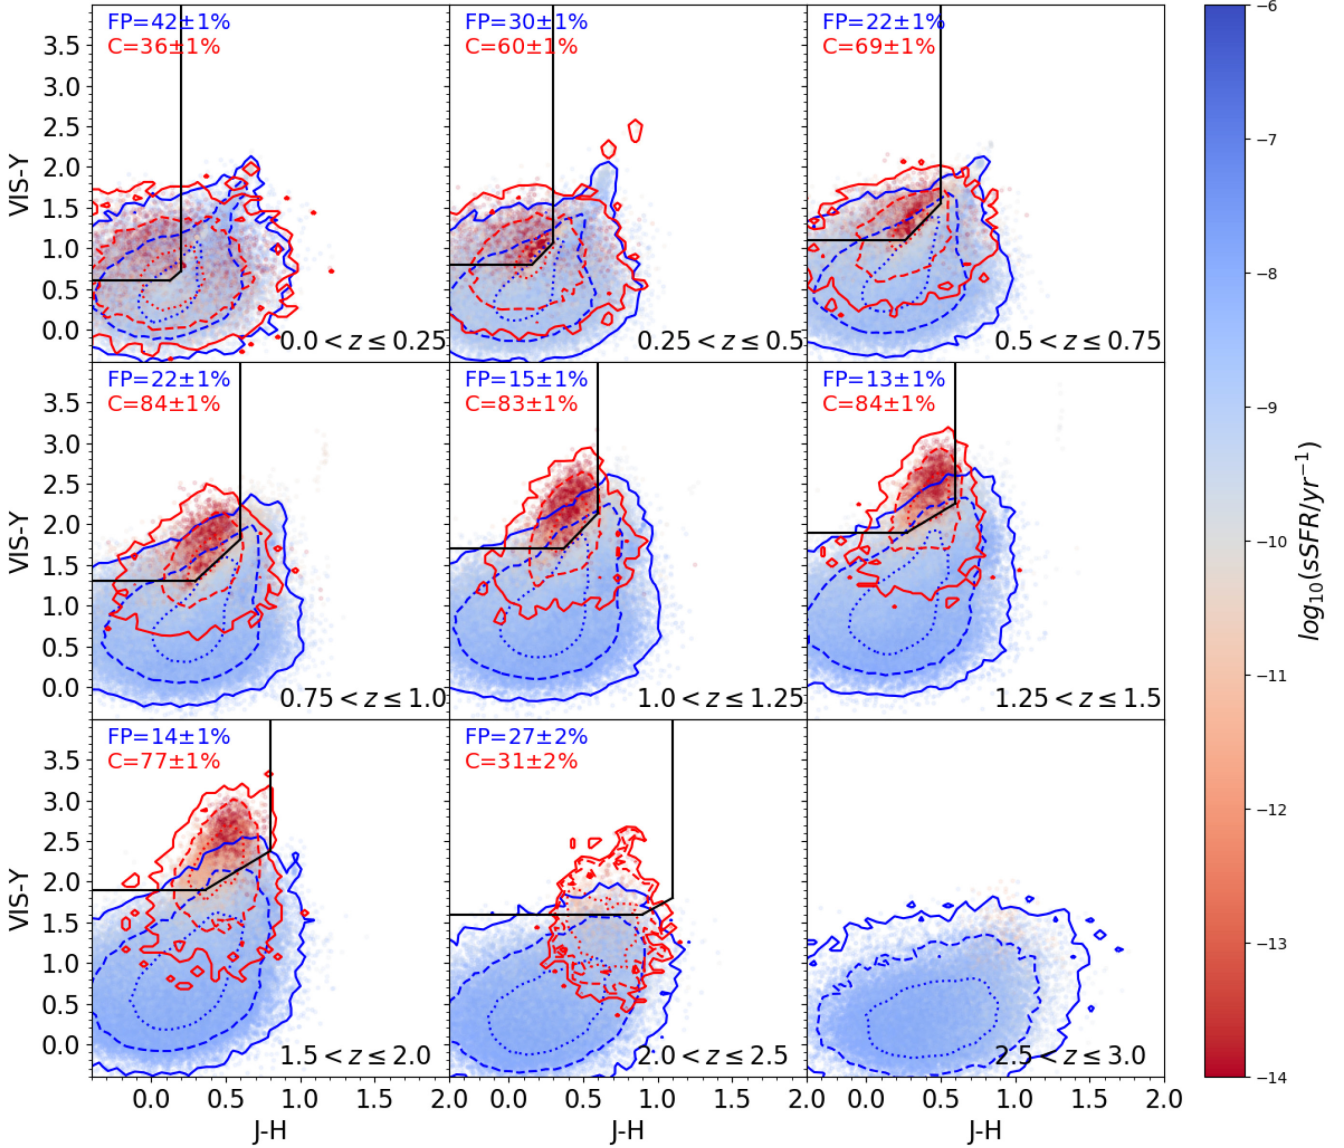 FP=42±1%
C=36±1%
0.0 < z ≤ 0.25
FP=30±1%
C=60±1%
0.25 < z ≤ 0.5
FP=22±1%
C=69±1%
0.5 < z ≤ 0.75
3.5
3.0
2.5
2.0
1.5
1.0
0.5
0.0
VIS-Y
FP=22±1%
C=84±1%
0.75 < z ≤ 1.0
FP=15±1%
C=83±1%
1.0 < z ≤ 1.25
FP=13±1%
C=84±1%
1.25 < z ≤ 1.5
3.5
3.0
2.5
2.0
1.5
1.0
0.5
0.0
VIS-Y
FP=14±1%
C=77±1%
1.5 < z ≤ 2.0
FP=27±2%
C=31±2%
2.0 < z ≤ 2.5
2.5 < z ≤ 3.0
3.5
3.0
2.5
2.0
1.5
1.0
0.5
0.0
VIS-Y
0.0 0.5 1.0 1.5 2.0 0.0 0.5 1.0 1.5 2.0 0.0 0.5 1.0 1.5 2.0
J-H J-H J-H
−6
−7
−8
−9
−10
−11
−12
−13
−14
log₁₀(sSFR/yr⁻¹)